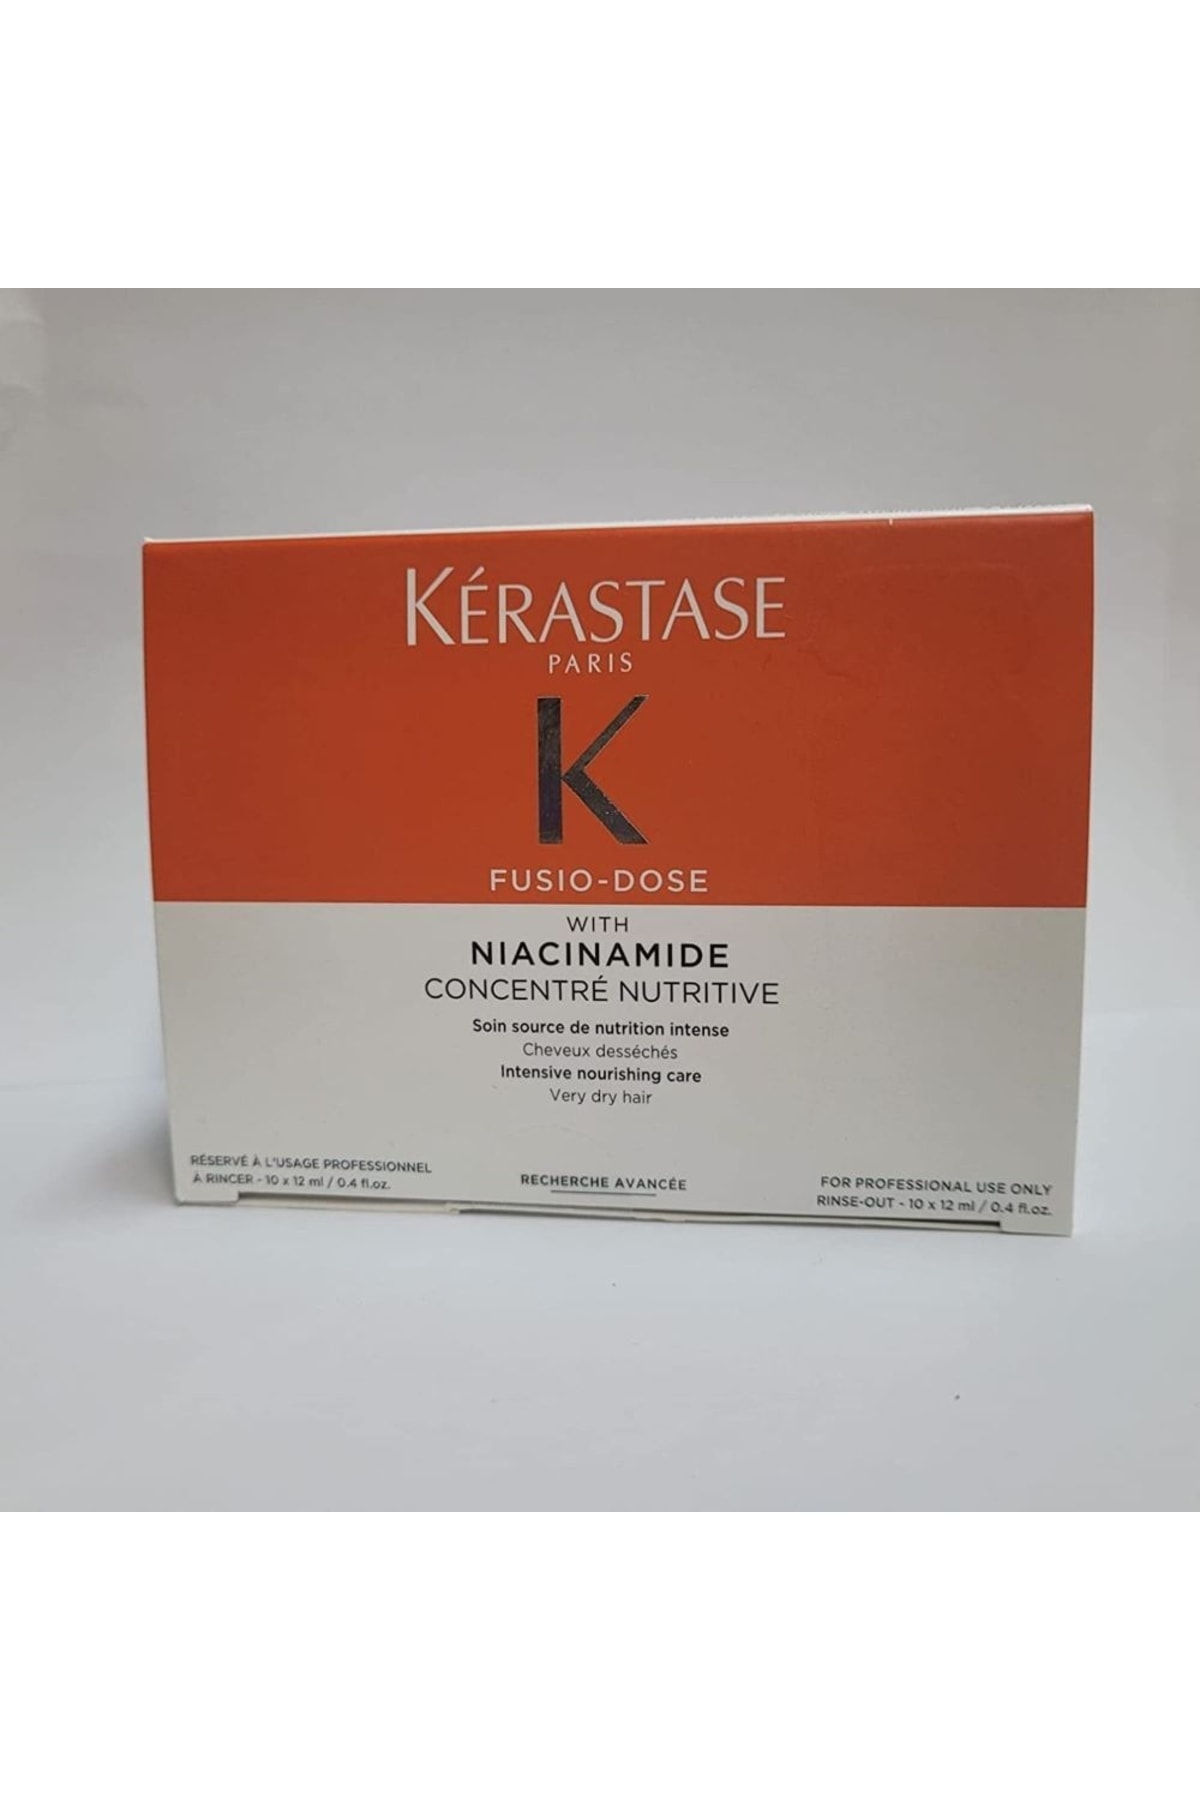 KÉRASTASE
PARIS
K
FUSIO-DOSE
WITH
NIACINAMIDE
CONCENTRÉ NUTRITIVE
Soin source de nutrition intense
Cheveux desséchés
Intensive nourishing care
Very dry hair
RÉSERVÉ À L'USAGE PROFESSIONNEL
À RINCER - 10 x 12 ml / 0.4 fl.oz.
RECHERCHE AVANCÉE
FOR PROFESSIONAL USE ONLY
RINSE-OUT - 10 x 12 ml / 0.4 fl.oz.